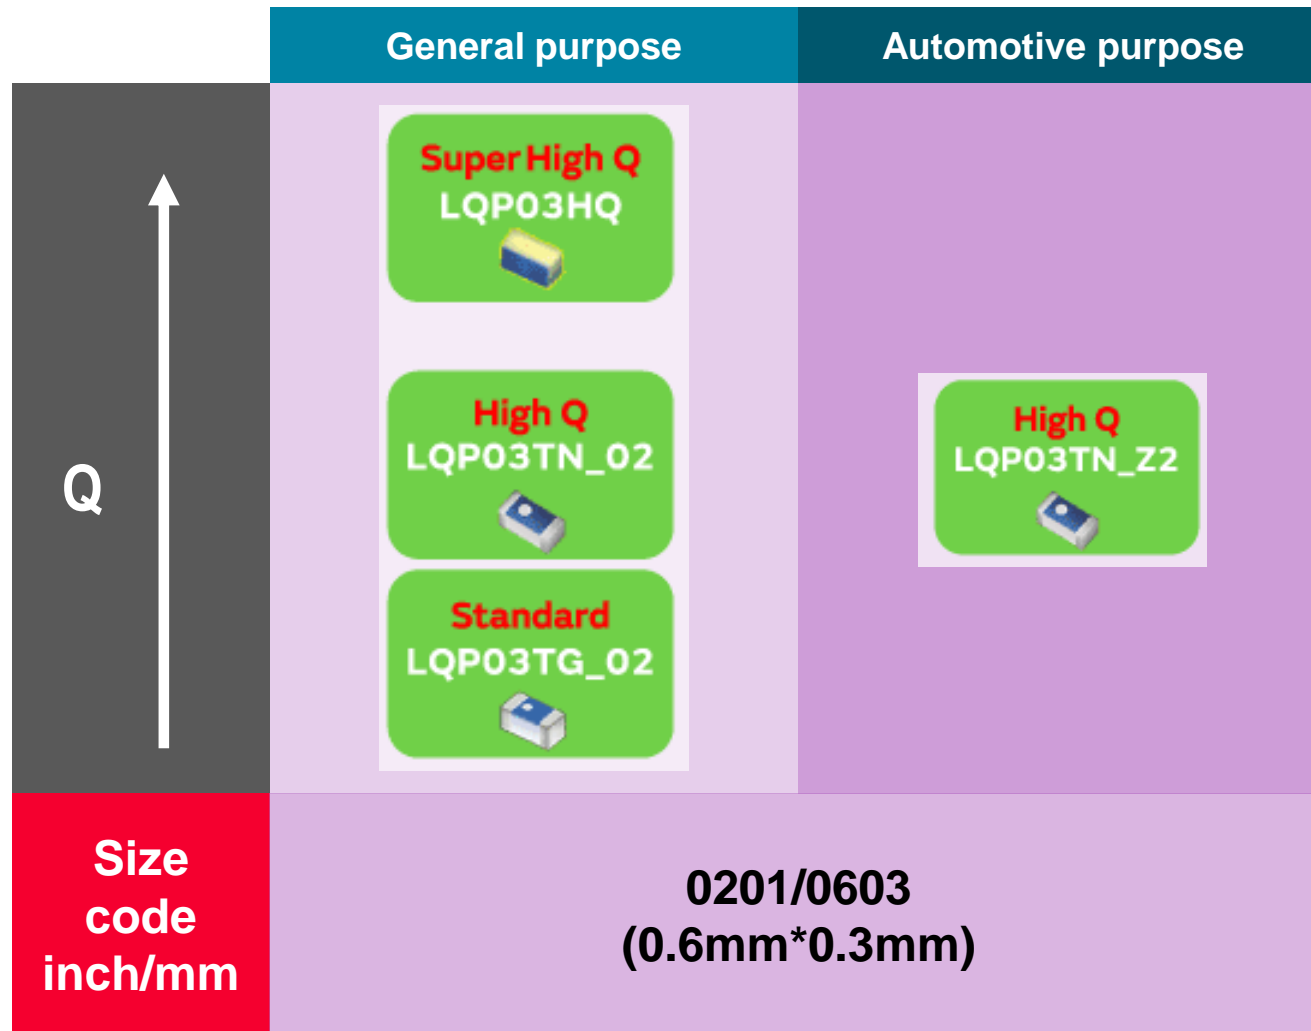 General purpose
Automotive purpose
Super High Q
LQP03HQ
High Q
LQP03TN_02
High Q
LQP03TN_Z2
Q
Standard
LQP03TG_02
Size
code
inch/mm
0201/0603
(0.6mm*0.3mm)